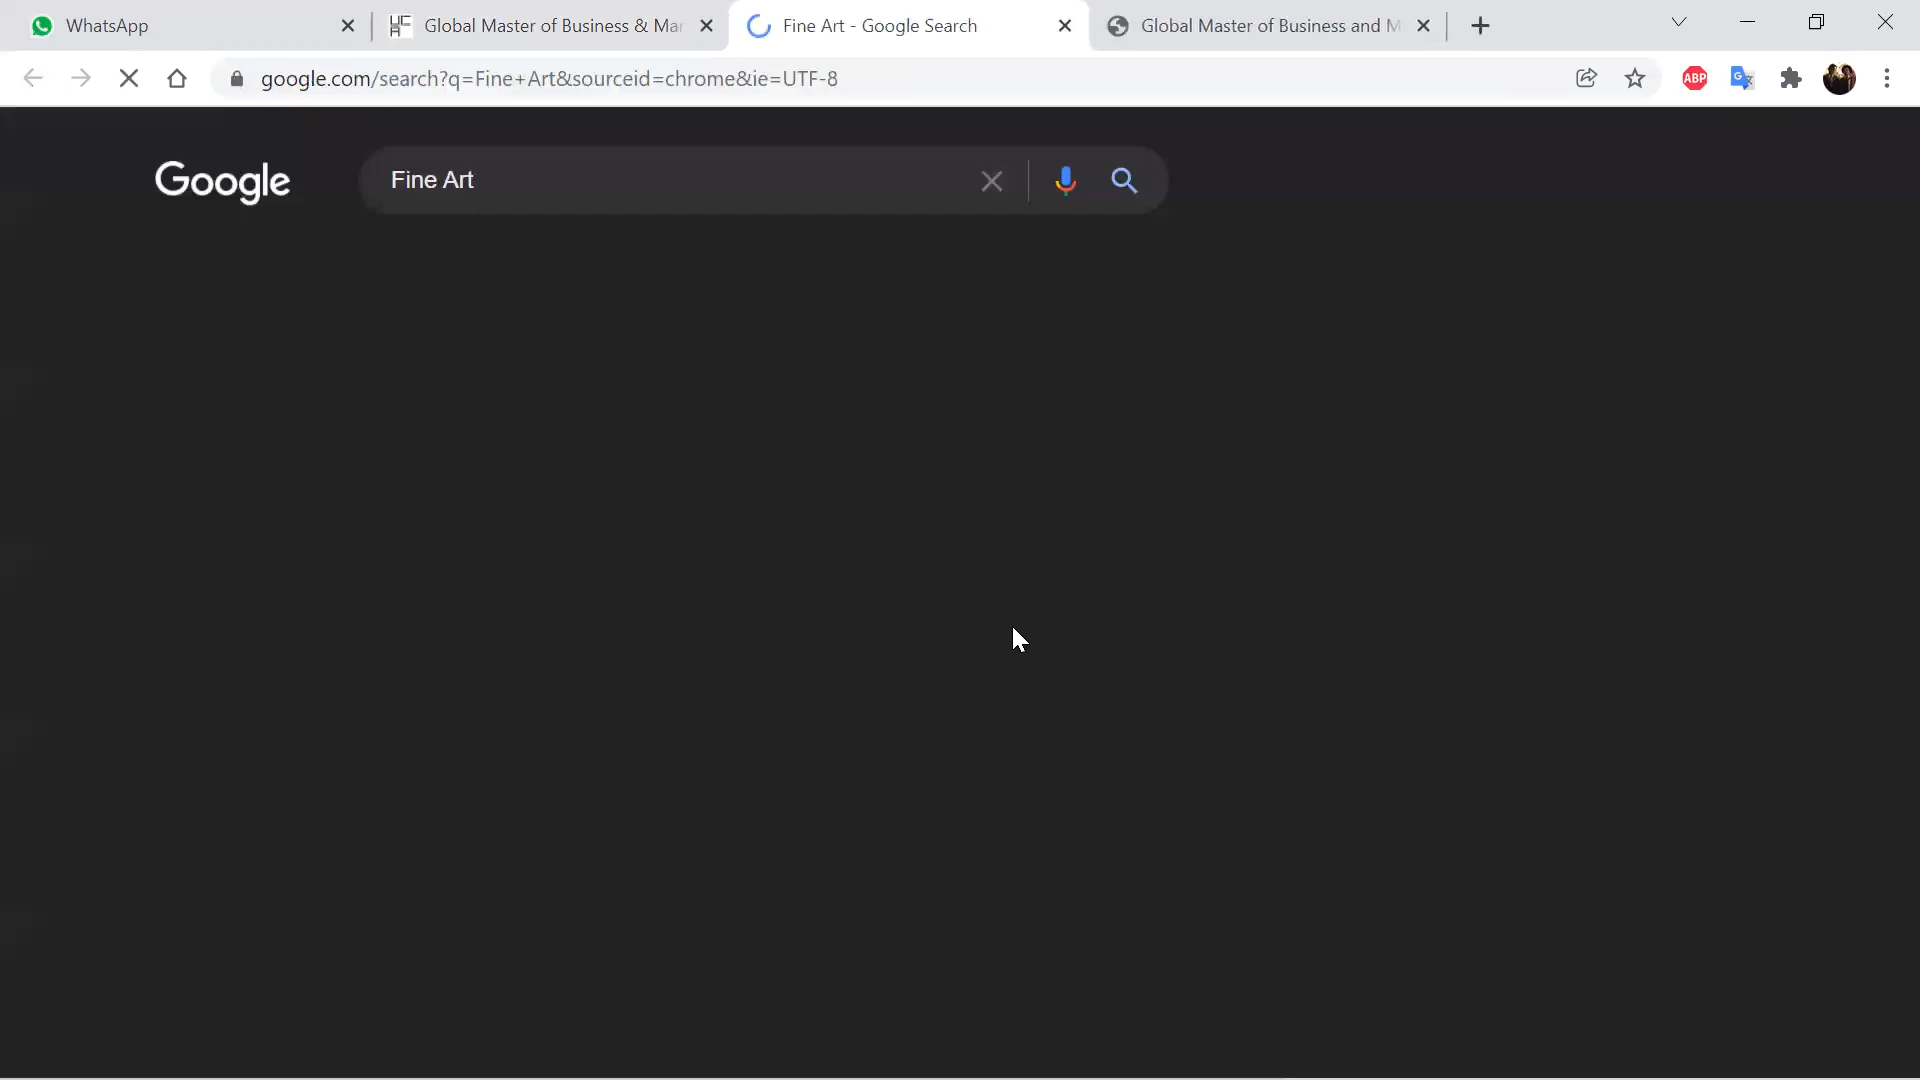 WhatsApp
Global Master of Business & Mar
Fine Art - Google Search
Global Master of Business and M
google.com/search?q=Fine+Art&sourceid=chrome&ie=UTF-8
ABP
Google
Fine Art